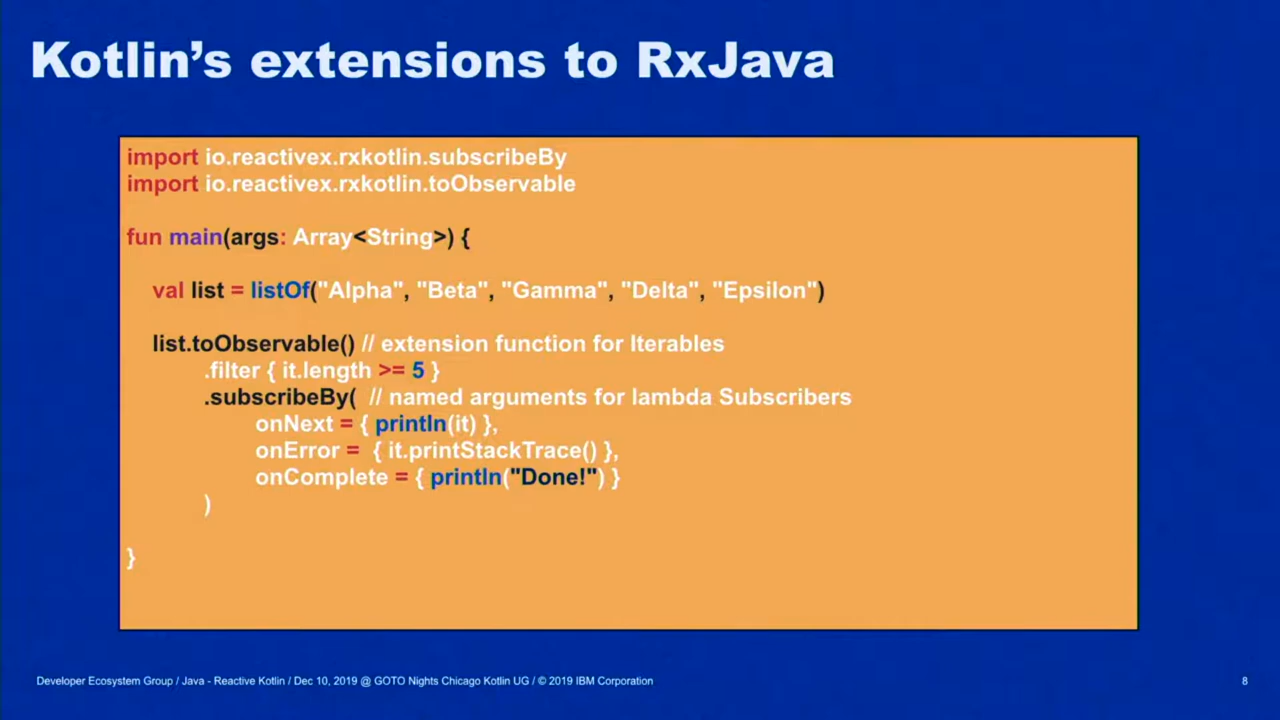 Kotlin’s extensions to RxJava
import io.reactivex.rxkotlin.subscribeBy
import io.reactivex.rxkotlin.toObservable
fun main(args: Array<String>) {
val list = listOf("Alpha", "Beta", "Gamma", "Delta", "Epsilon")
list.toObservable() // extension function for Iterables
.filter { it.length >= 5 }
.subscribeBy(  // named arguments for lambda Subscribers
onNext = { println(it) },
onError =  { it.printStackTrace() },
onComplete = { println("Done!") }
)
}
Developer Ecosystem Group / Java - Reactive Kotlin / Dec 10, 2019 @ GOTO Nights Chicago Kotlin UG / © 2019 IBM Corporation
8